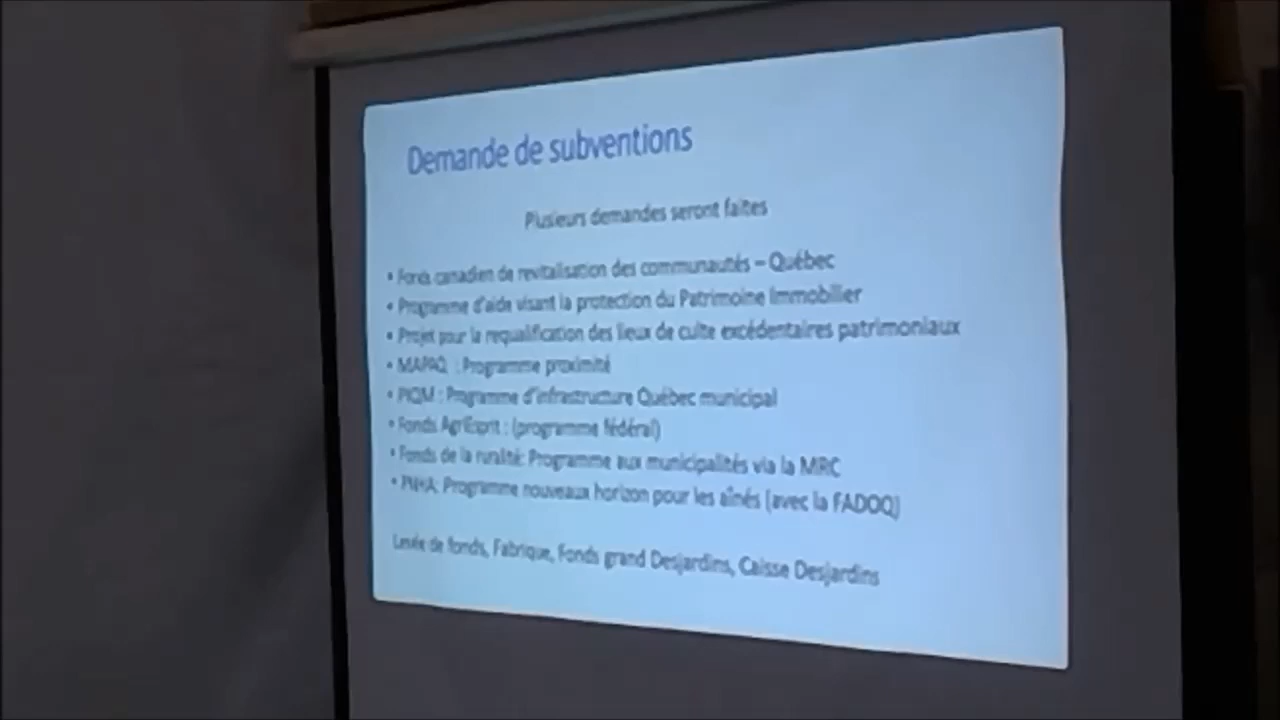 Demande de subventions
Plusieurs demandes seront faites
• Fonds canadien de revitalisation des communautés – Québec
• Programme d'aide visant la protection du Patrimoine Immobilier
• Projet pour la requalification des lieux de culte excédentaires patrimoniaux
• MAPAQ : Programme proximité
• PIQM : Programme d'infrastructure Québec municipal
• Fonds AgriEsprit : (programme fédéral)
• Fonds de la ruralité: Programme aux municipalités via la MRC
• PNHA: Programme nouveaux horizon pour les aînés (avec la FADOQ)
Levée de fonds, Fabrique, Fonds grand Desjardins, Caisse Desjardins